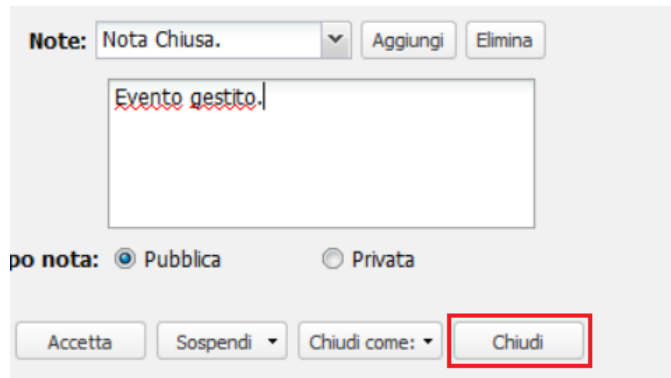 Note: Nota Chiusa. Aggiungi Elimina
Evento gestito.
po nota: Pubblica Privata
Accetta Sospendi Chiudi come: Chiudi